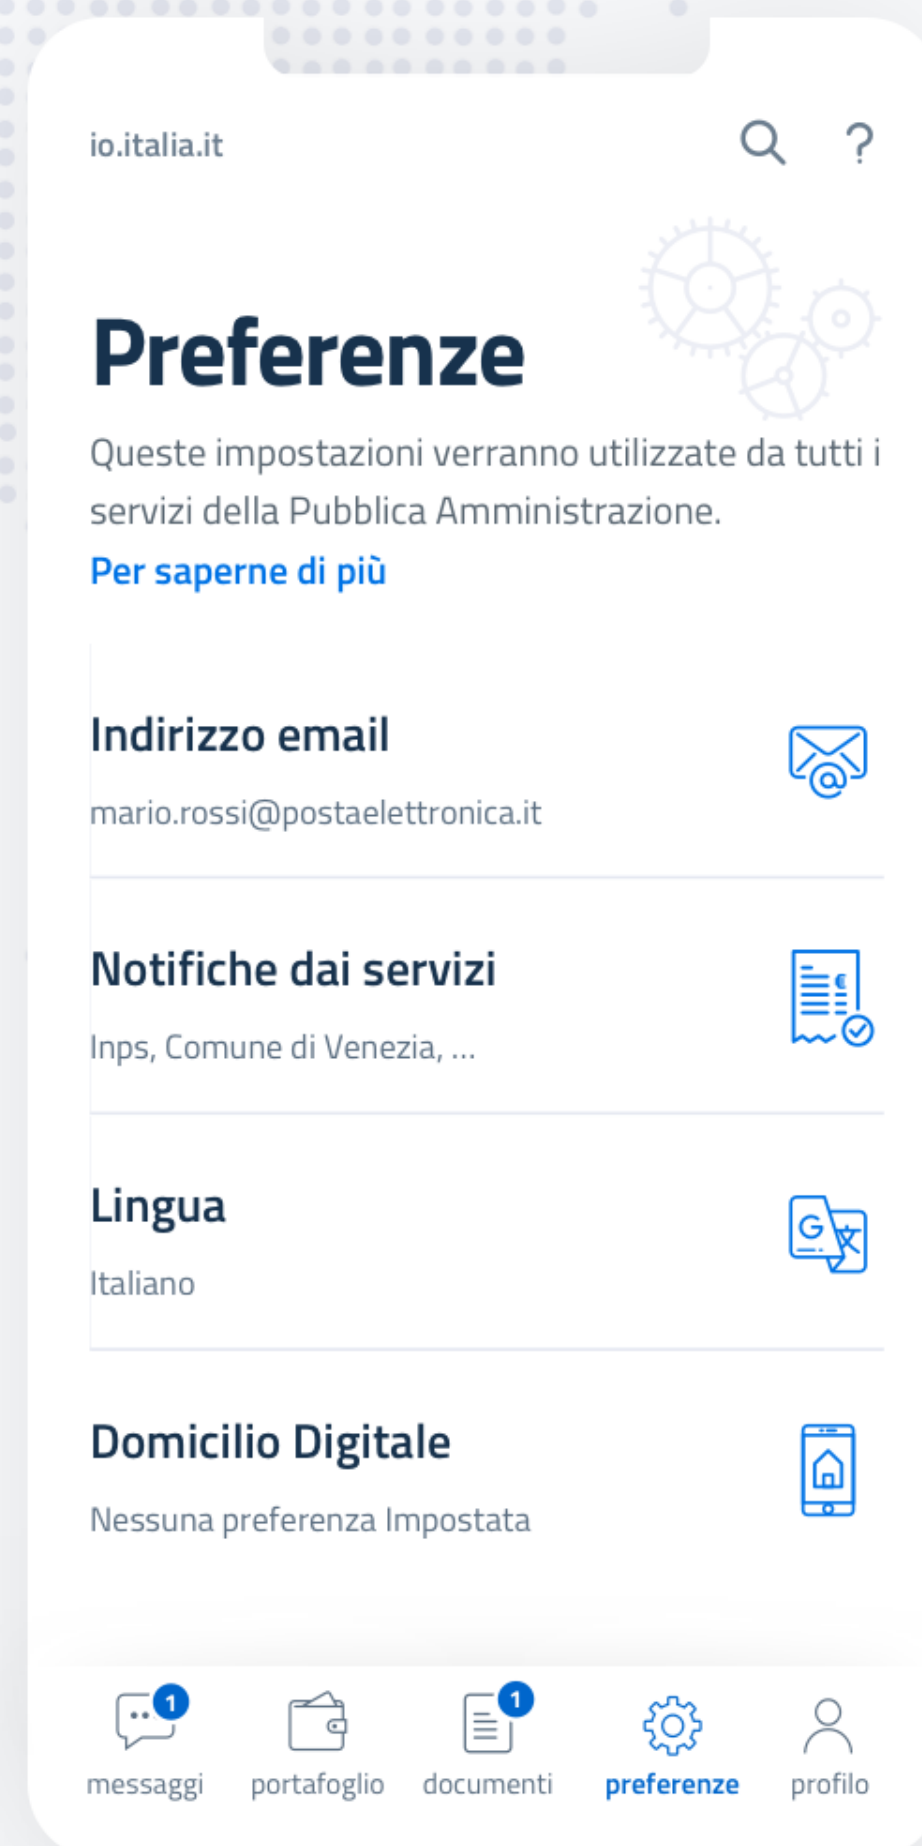 io.italia.it
?
Preferenze
Queste impostazioni verranno utilizzate da tutti i
servizi della Pubblica Amministrazione.
Per saperne di più
Indirizzo email
mario.rossi@postaelettronica.it
Notifiche dai servizi
€
Inps, Comune di Venezia, ...
Lingua
G 文
Italiano
Domicilio Digitale
Nessuna preferenza Impostata
1 1
messaggi portafoglio documenti preferenze profilo